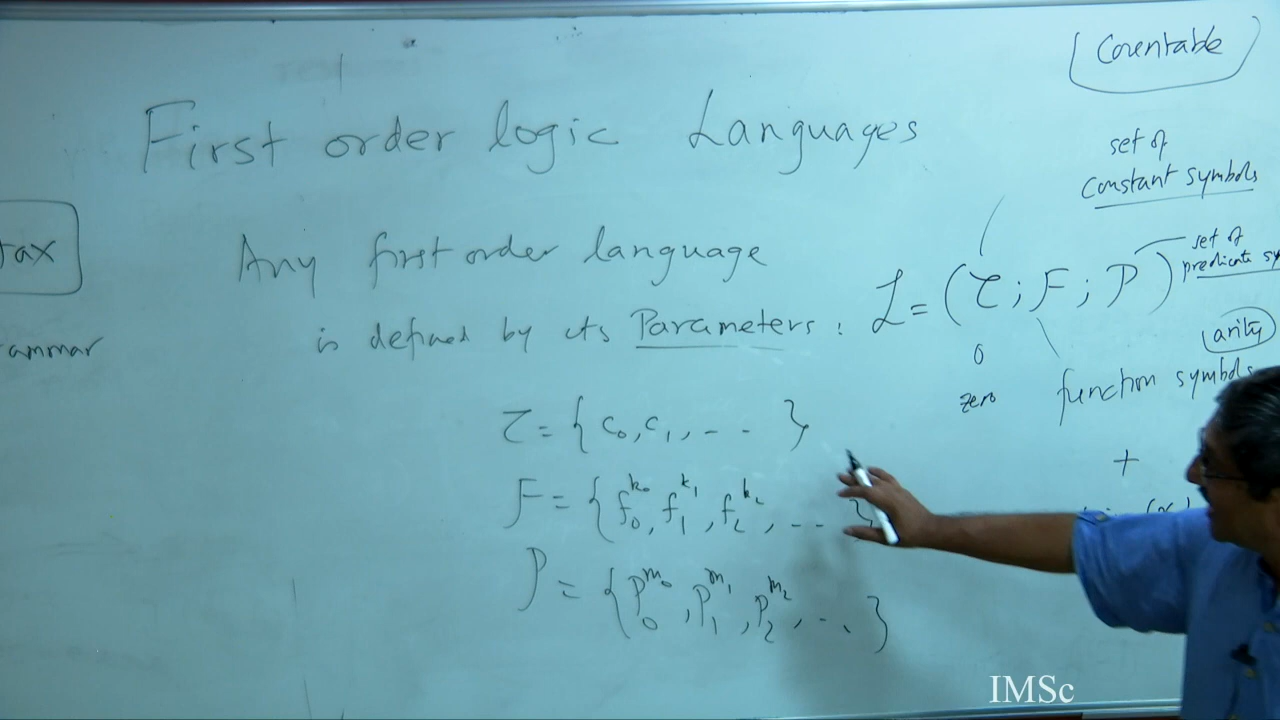 Countable
First order logic Languages
set of
constant symbols
tax
Any first order language
set of
predicate sy
L = (C; F; P)
is defined by its Parameters :
ammar
arity
0
zero
function symbols
C = { c₀, c₁, - - }
+
F = { f₀^k₀, f₁^k₁, f₂^k₂, - - }
P = { p₀^m₀, p₁^m₁, p₂^m₂, - - }
IMSc